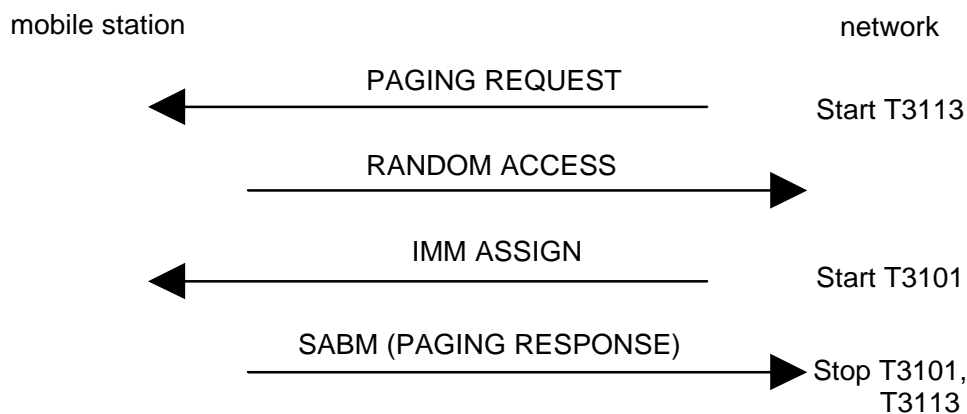 mobile station
network
PAGING REQUEST
Start T3113
RANDOM ACCESS
IMM ASSIGN
Start T3101
SABM (PAGING RESPONSE)
Stop T3101,
T3113